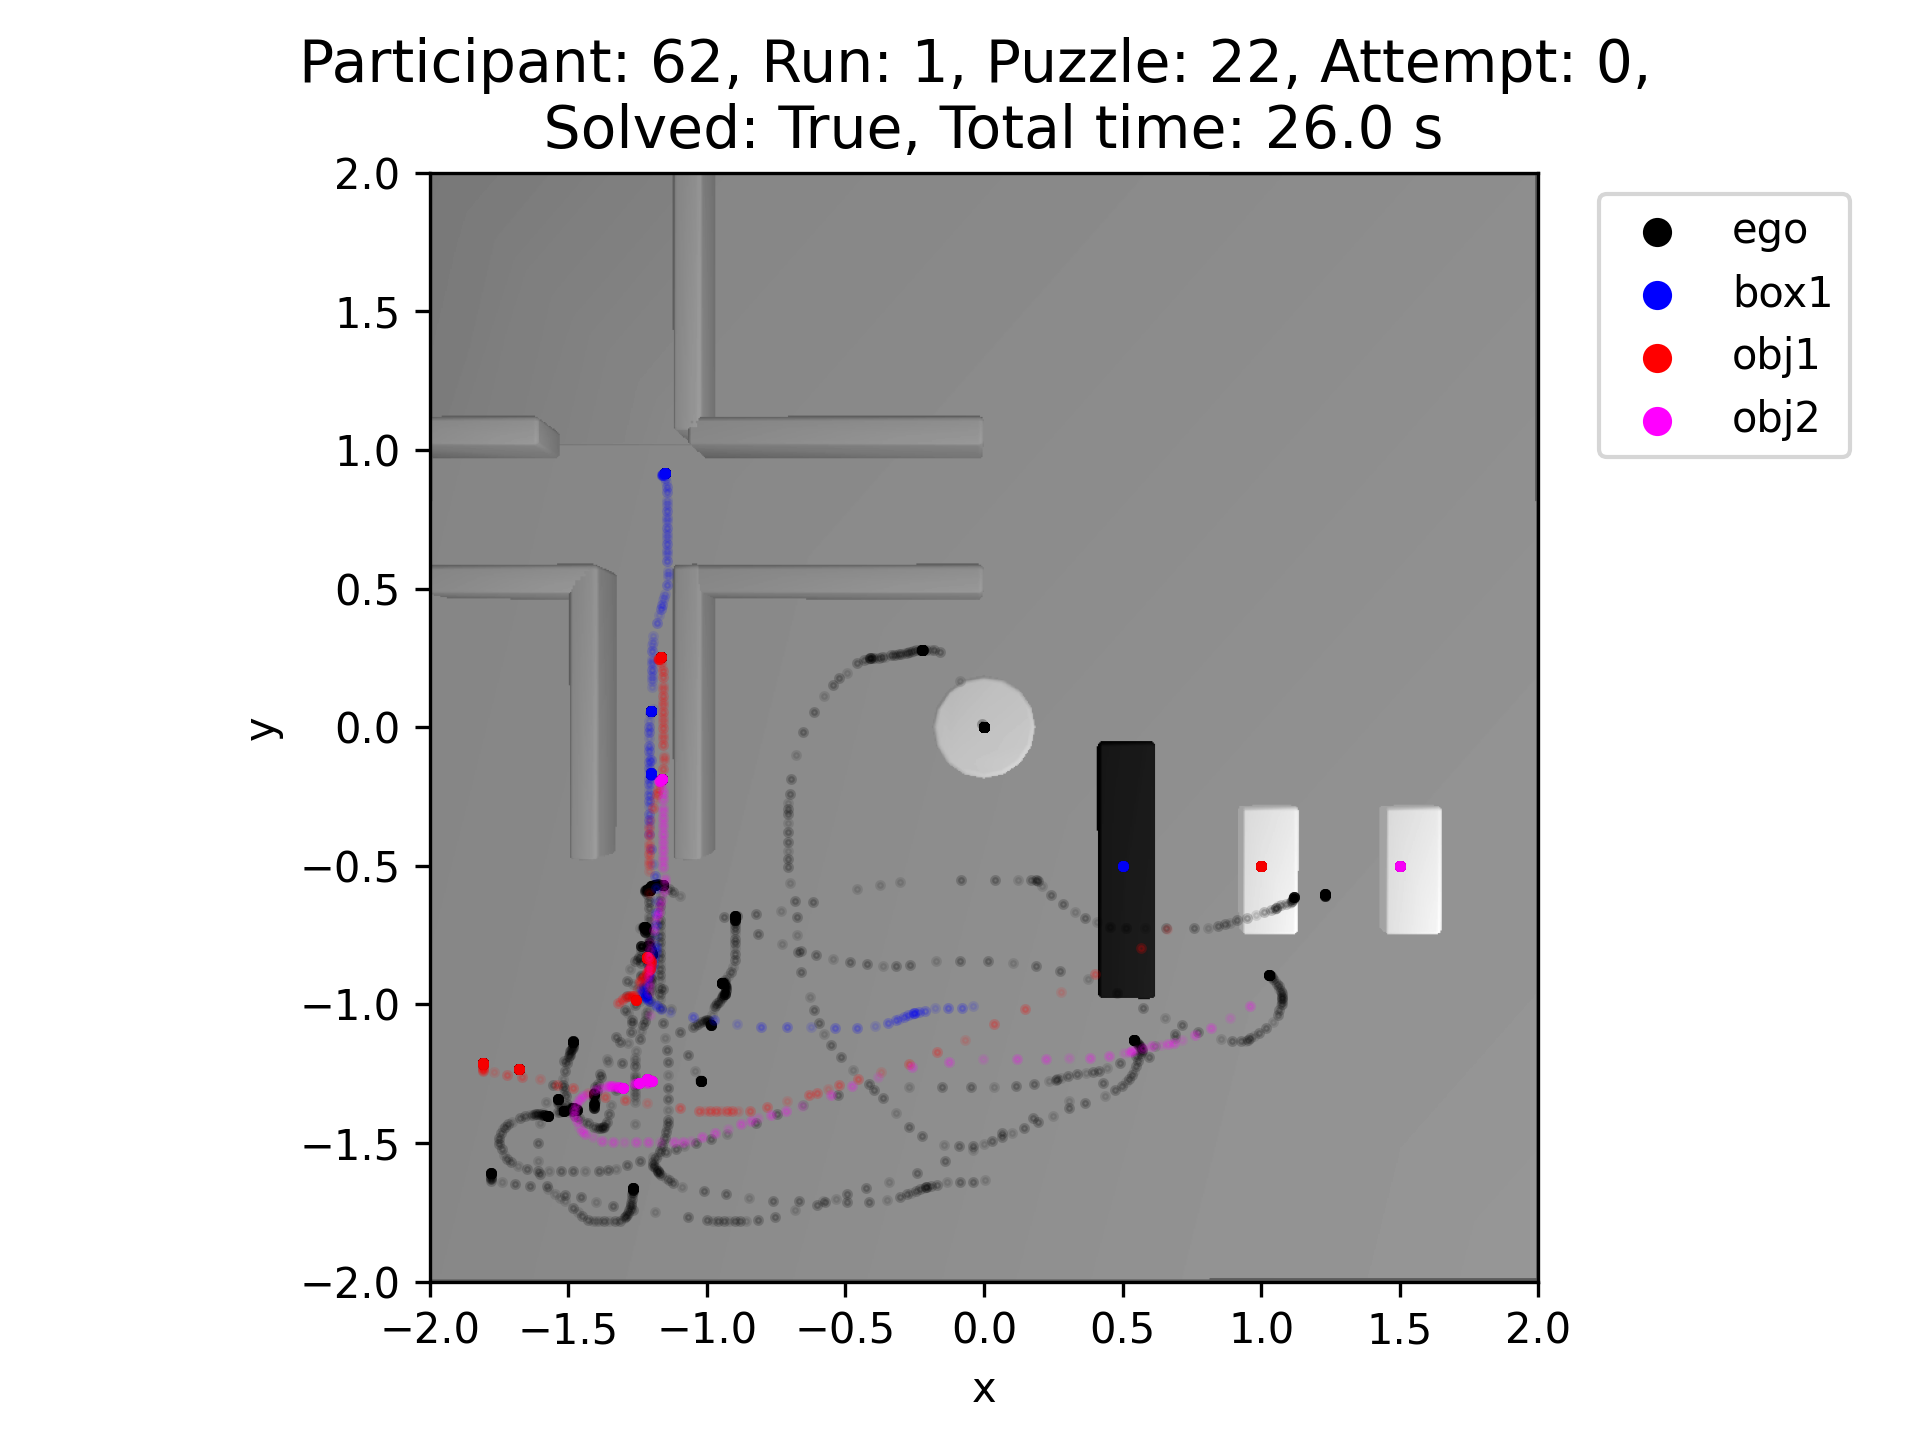 Participant: 62, Run: 1, Puzzle: 22, Attempt: 0,
Solved: True, Total time: 26.0 s
2.0
1.5
1.0
0.5
0.0
−0.5
−1.0
−1.5
−2.0
y
−2.0 −1.5 −1.0 −0.5 0.0 0.5 1.0 1.5 2.0
x
ego
box1
obj1
obj2